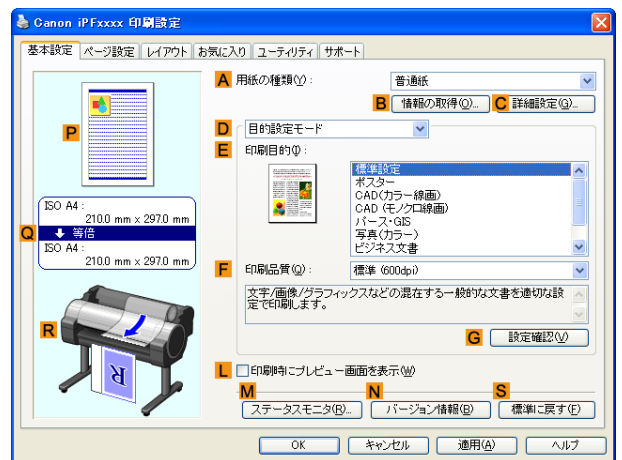 Canon iPFxxxx 印刷設定
基本設定 ページ設定 レイアウト お気に入り ユーティリティ サポート
A 用紙の種類(Y): 普通紙
B 情報の取得(O)... C 詳細設定(G)...
P
D 目的設定モード
E 印刷目的(I):
標準設定
ポスター
CAD(カラー線画)
CAD (モノクロ線画)
パース・GIS
写真(カラー)
ビジネス文書
ISO A4 :
210.0 mm x 297.0 mm
Q 等倍
ISO A4 :
210.0 mm x 297.0 mm
F 印刷品質(Q): 標準 (600dpi)
文字/画像/グラフィックスなどの混在する一般的な文書を適切な設
定で印刷します。
R
R
G 設定確認(V)
L 印刷時にプレビュー画面を表示(W)
M N S
ステータスモニタ(R)... バージョン情報(B) 標準に戻す(F)
OK キャンセル 適用(A) ヘルプ